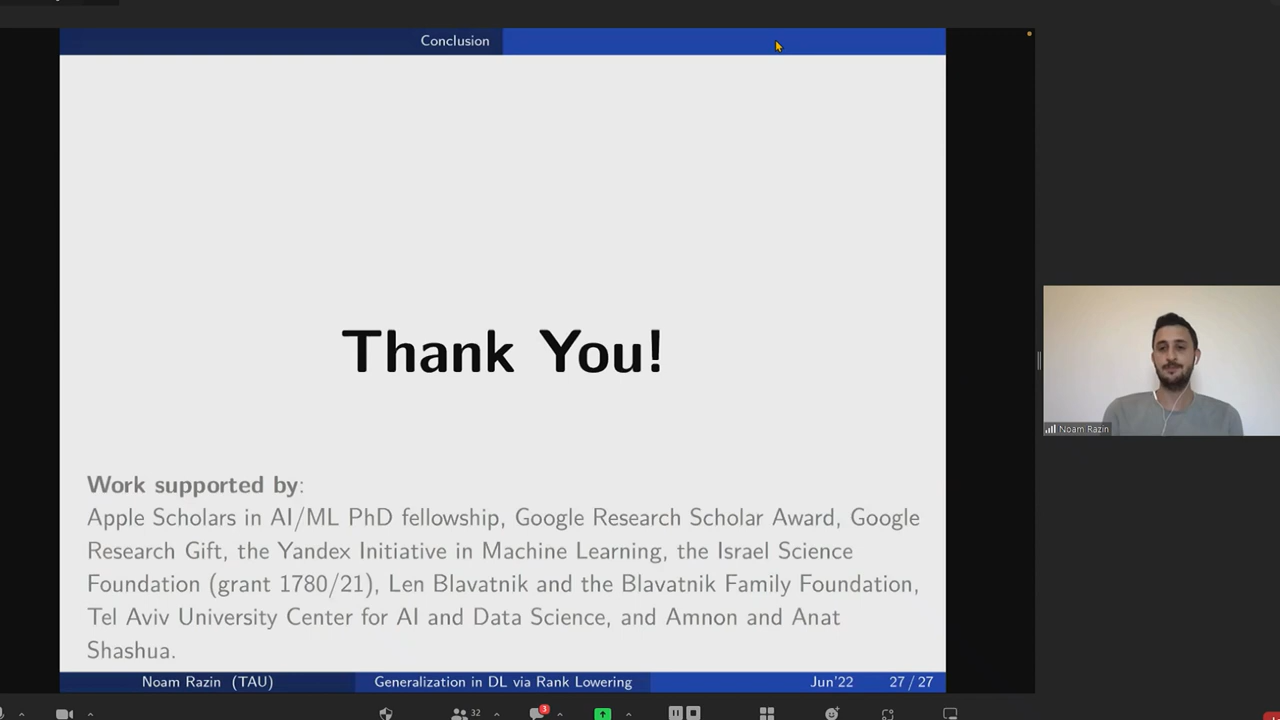 Conclusion
Thank You!
Work supported by:
Apple Scholars in AI/ML PhD fellowship, Google Research Scholar Award, Google
Research Gift, the Yandex Initiative in Machine Learning, the Israel Science
Foundation (grant 1780/21), Len Blavatnik and the Blavatnik Family Foundation,
Tel Aviv University Center for AI and Data Science, and Amnon and Anat
Shashua.
Noam Razin (TAU) Generalization in DL via Rank Lowering Jun'22 27 / 27
Noam Razin
32
3